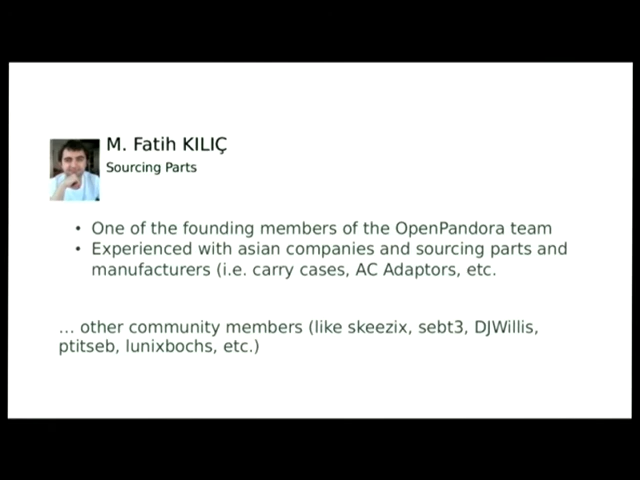 M. Fatih KILIÇ
Sourcing Parts
• One of the founding members of the OpenPandora team
• Experienced with asian companies and sourcing parts and
manufacturers (i.e. carry cases, AC Adaptors, etc.
... other community members (like skeezix, sebt3, DJWillis,
ptitseb, lunixbochs, etc.)